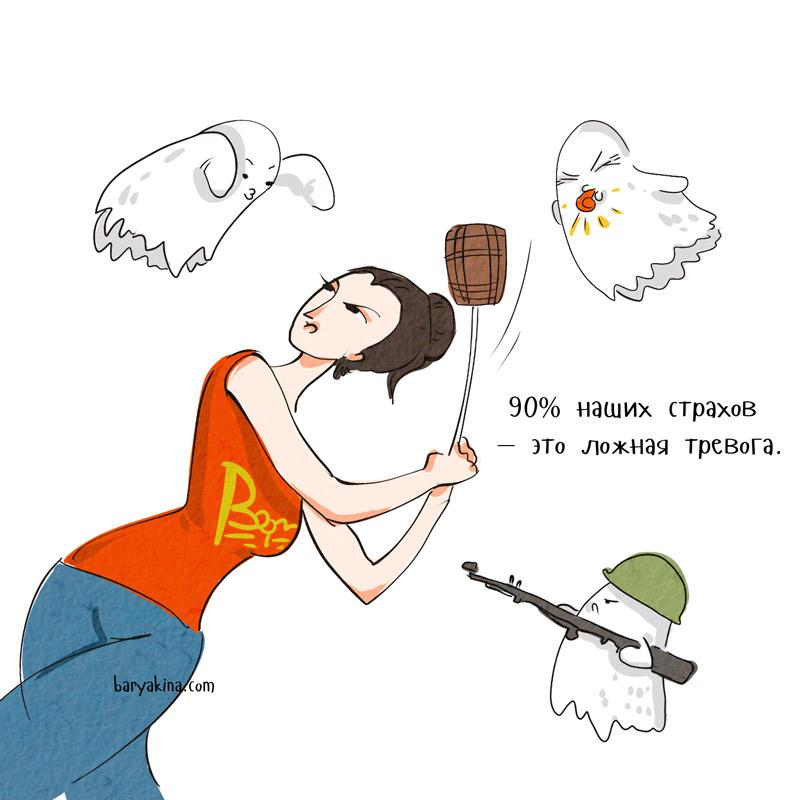 90% наших страхов
— это ложная тревога.
baryakina.com